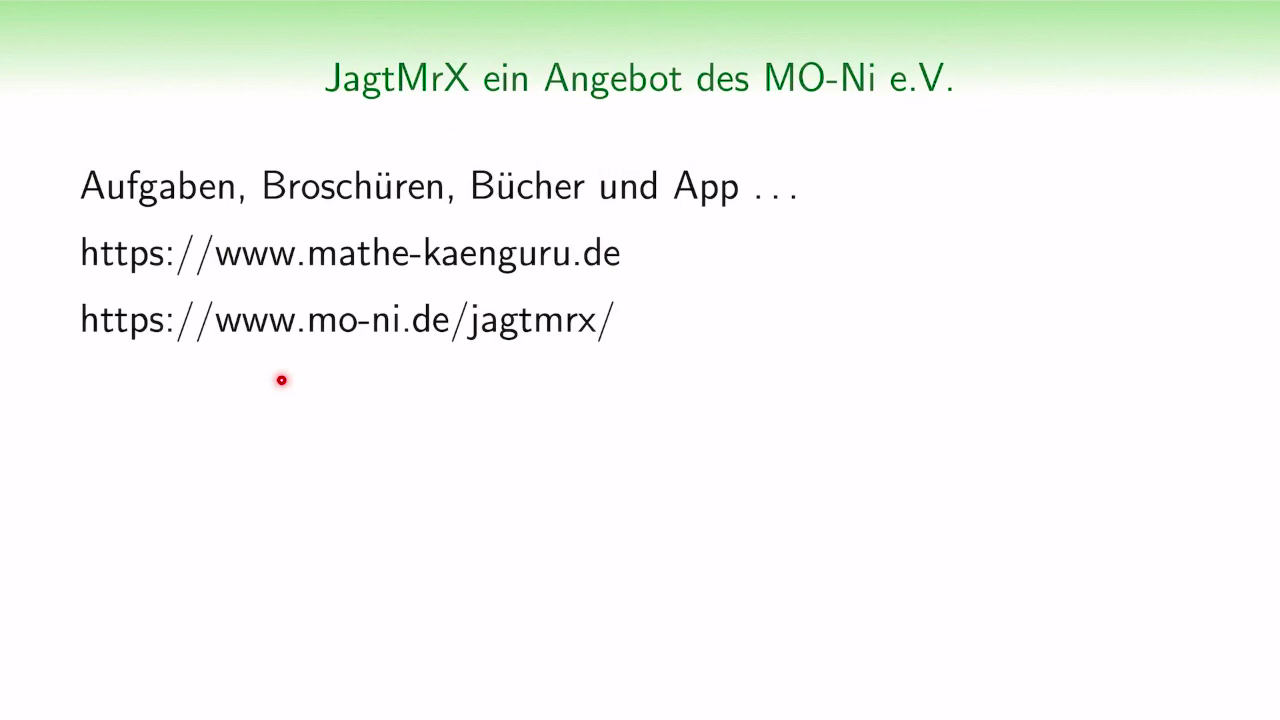 JagtMrX ein Angebot des MO-Ni e.V.
Aufgaben, Broschüren, Bücher und App . . .
https://www.mathe-kaenguru.de
https://www.mo-ni.de/jagtmrx/